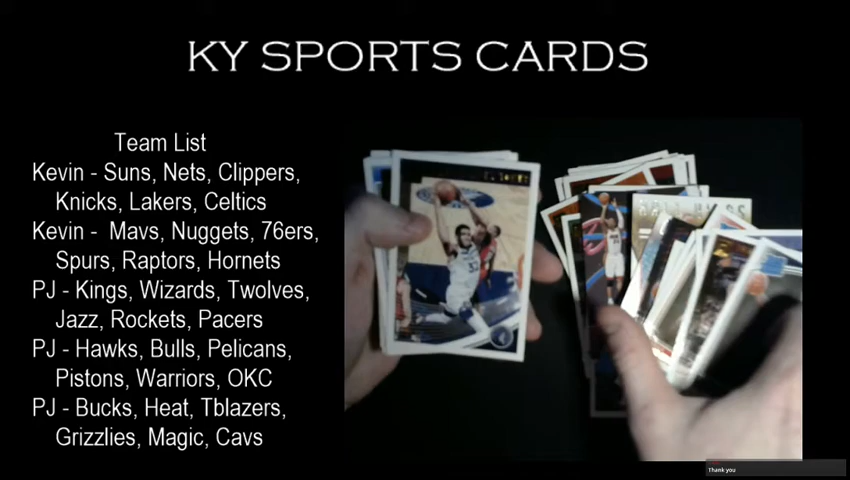 KY SPORTS CARDS
Team List
Kevin - Suns, Nets, Clippers,
Knicks, Lakers, Celtics
Kevin - Mavs, Nuggets, 76ers,
Spurs, Raptors, Hornets
PJ - Kings, Wizards, Twolves,
Jazz, Rockets, Pacers
PJ - Hawks, Bulls, Pelicans,
Pistons, Warriors, OKC
PJ - Bucks, Heat, Tblazers,
Grizzlies, Magic, Cavs
32
Thank you